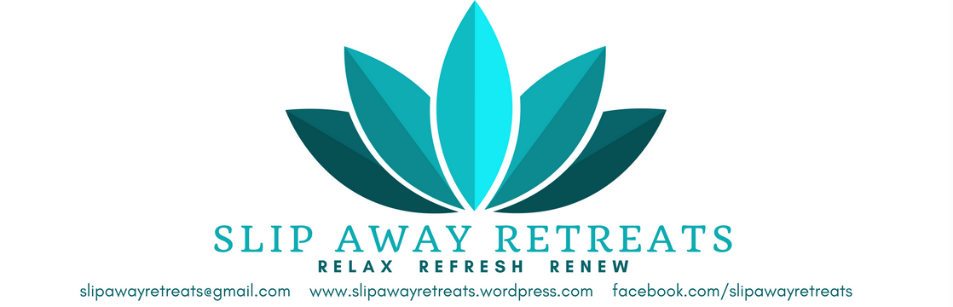 SLIP AWAY RETREATS
RELAX REFRESH RENEW
slipawayretreats@gmail.com www.slipawayretreats.wordpress.com facebook.com/slipawayretreats